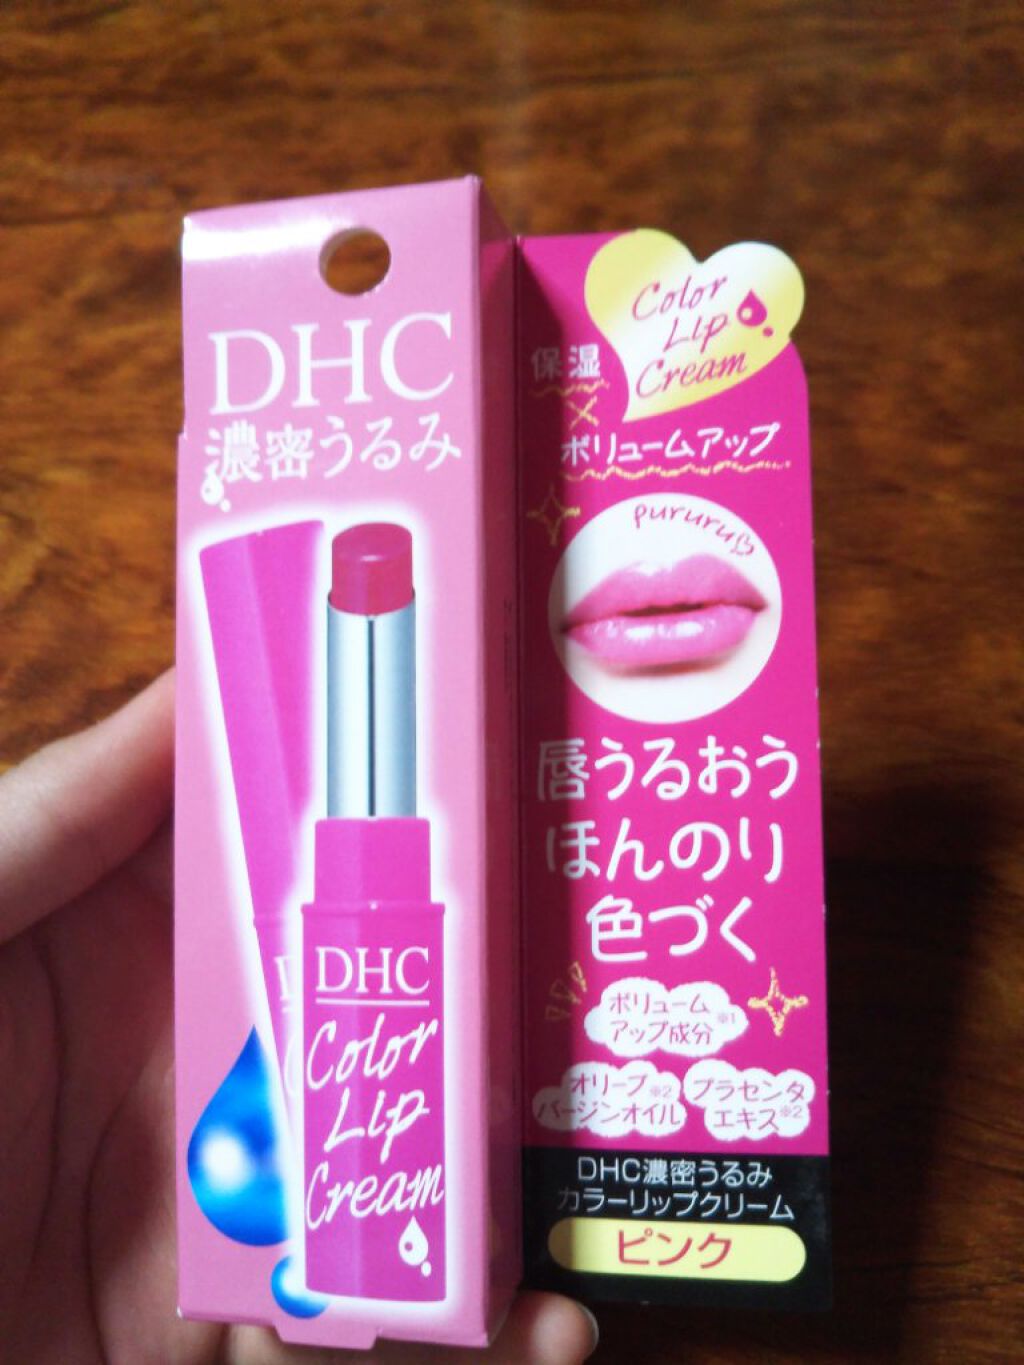 DHC
濃密うるみ
DHC
Color
Lip
Cream
Color
Lip
Cream
保湿
×
ボリュームアップ
pururu
唇うるおう
ほんのり
色づく
ボリューム
アップ成分※1
オリーブ※2
バージンオイル
プラセンタ
エキス※2
DHC濃密うるみ
カラーリップクリーム
ピンク